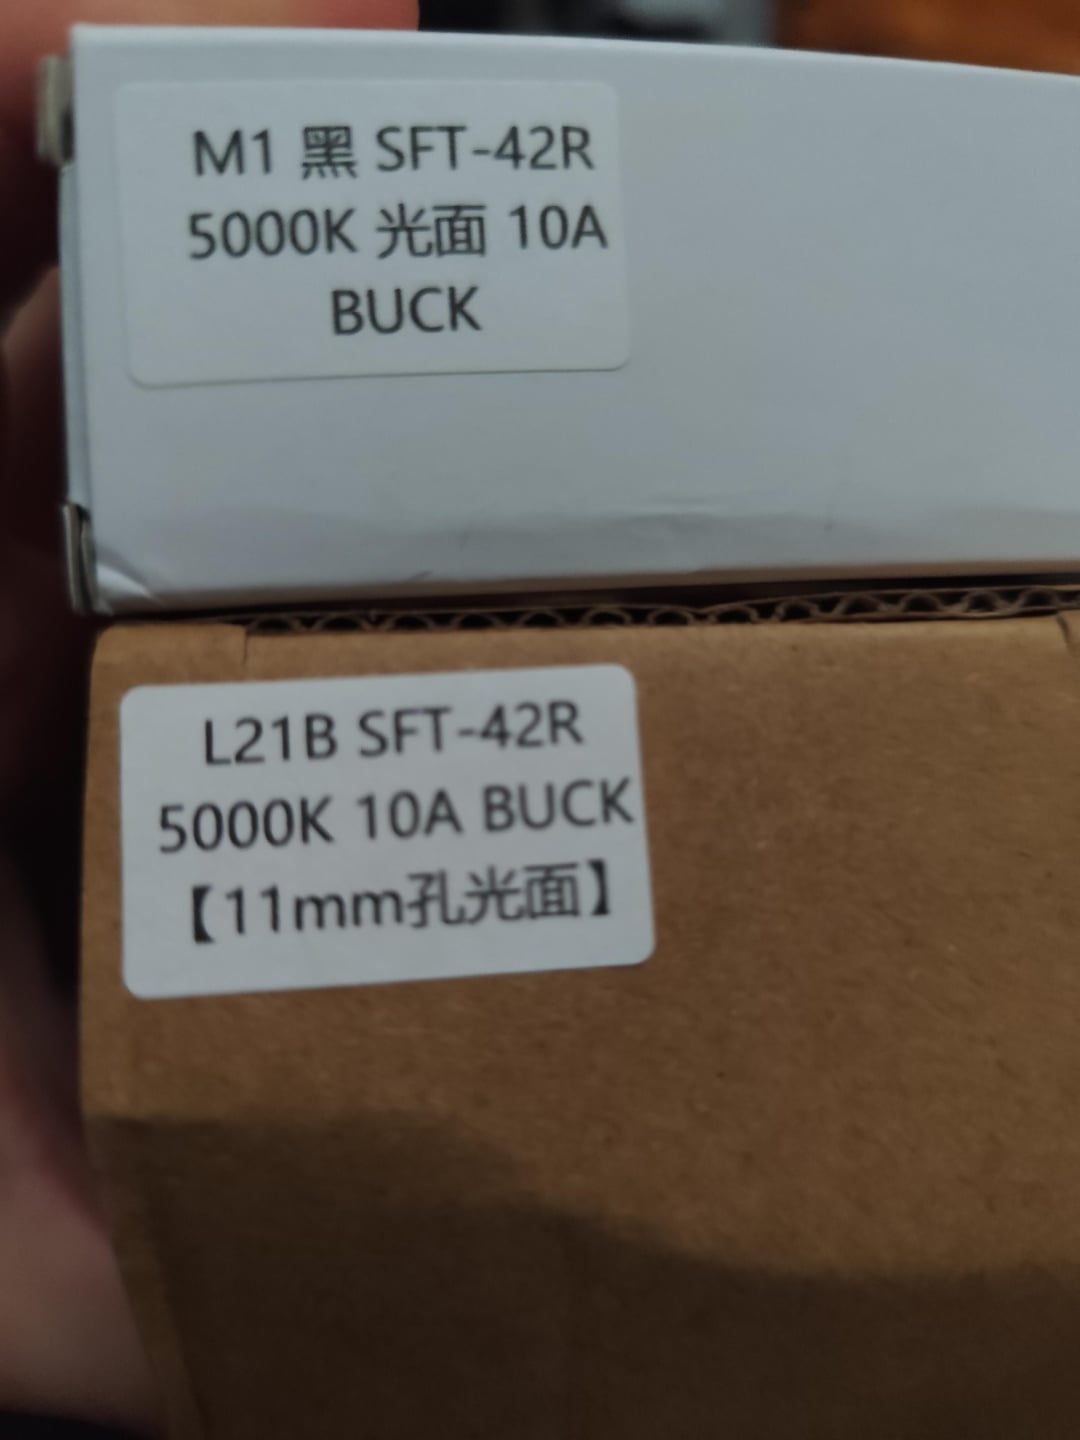 M1 黑 SFT-42R
5000K 光面 10A
BUCK
L21B SFT-42R
5000K 10A BUCK
【11mm孔光面】